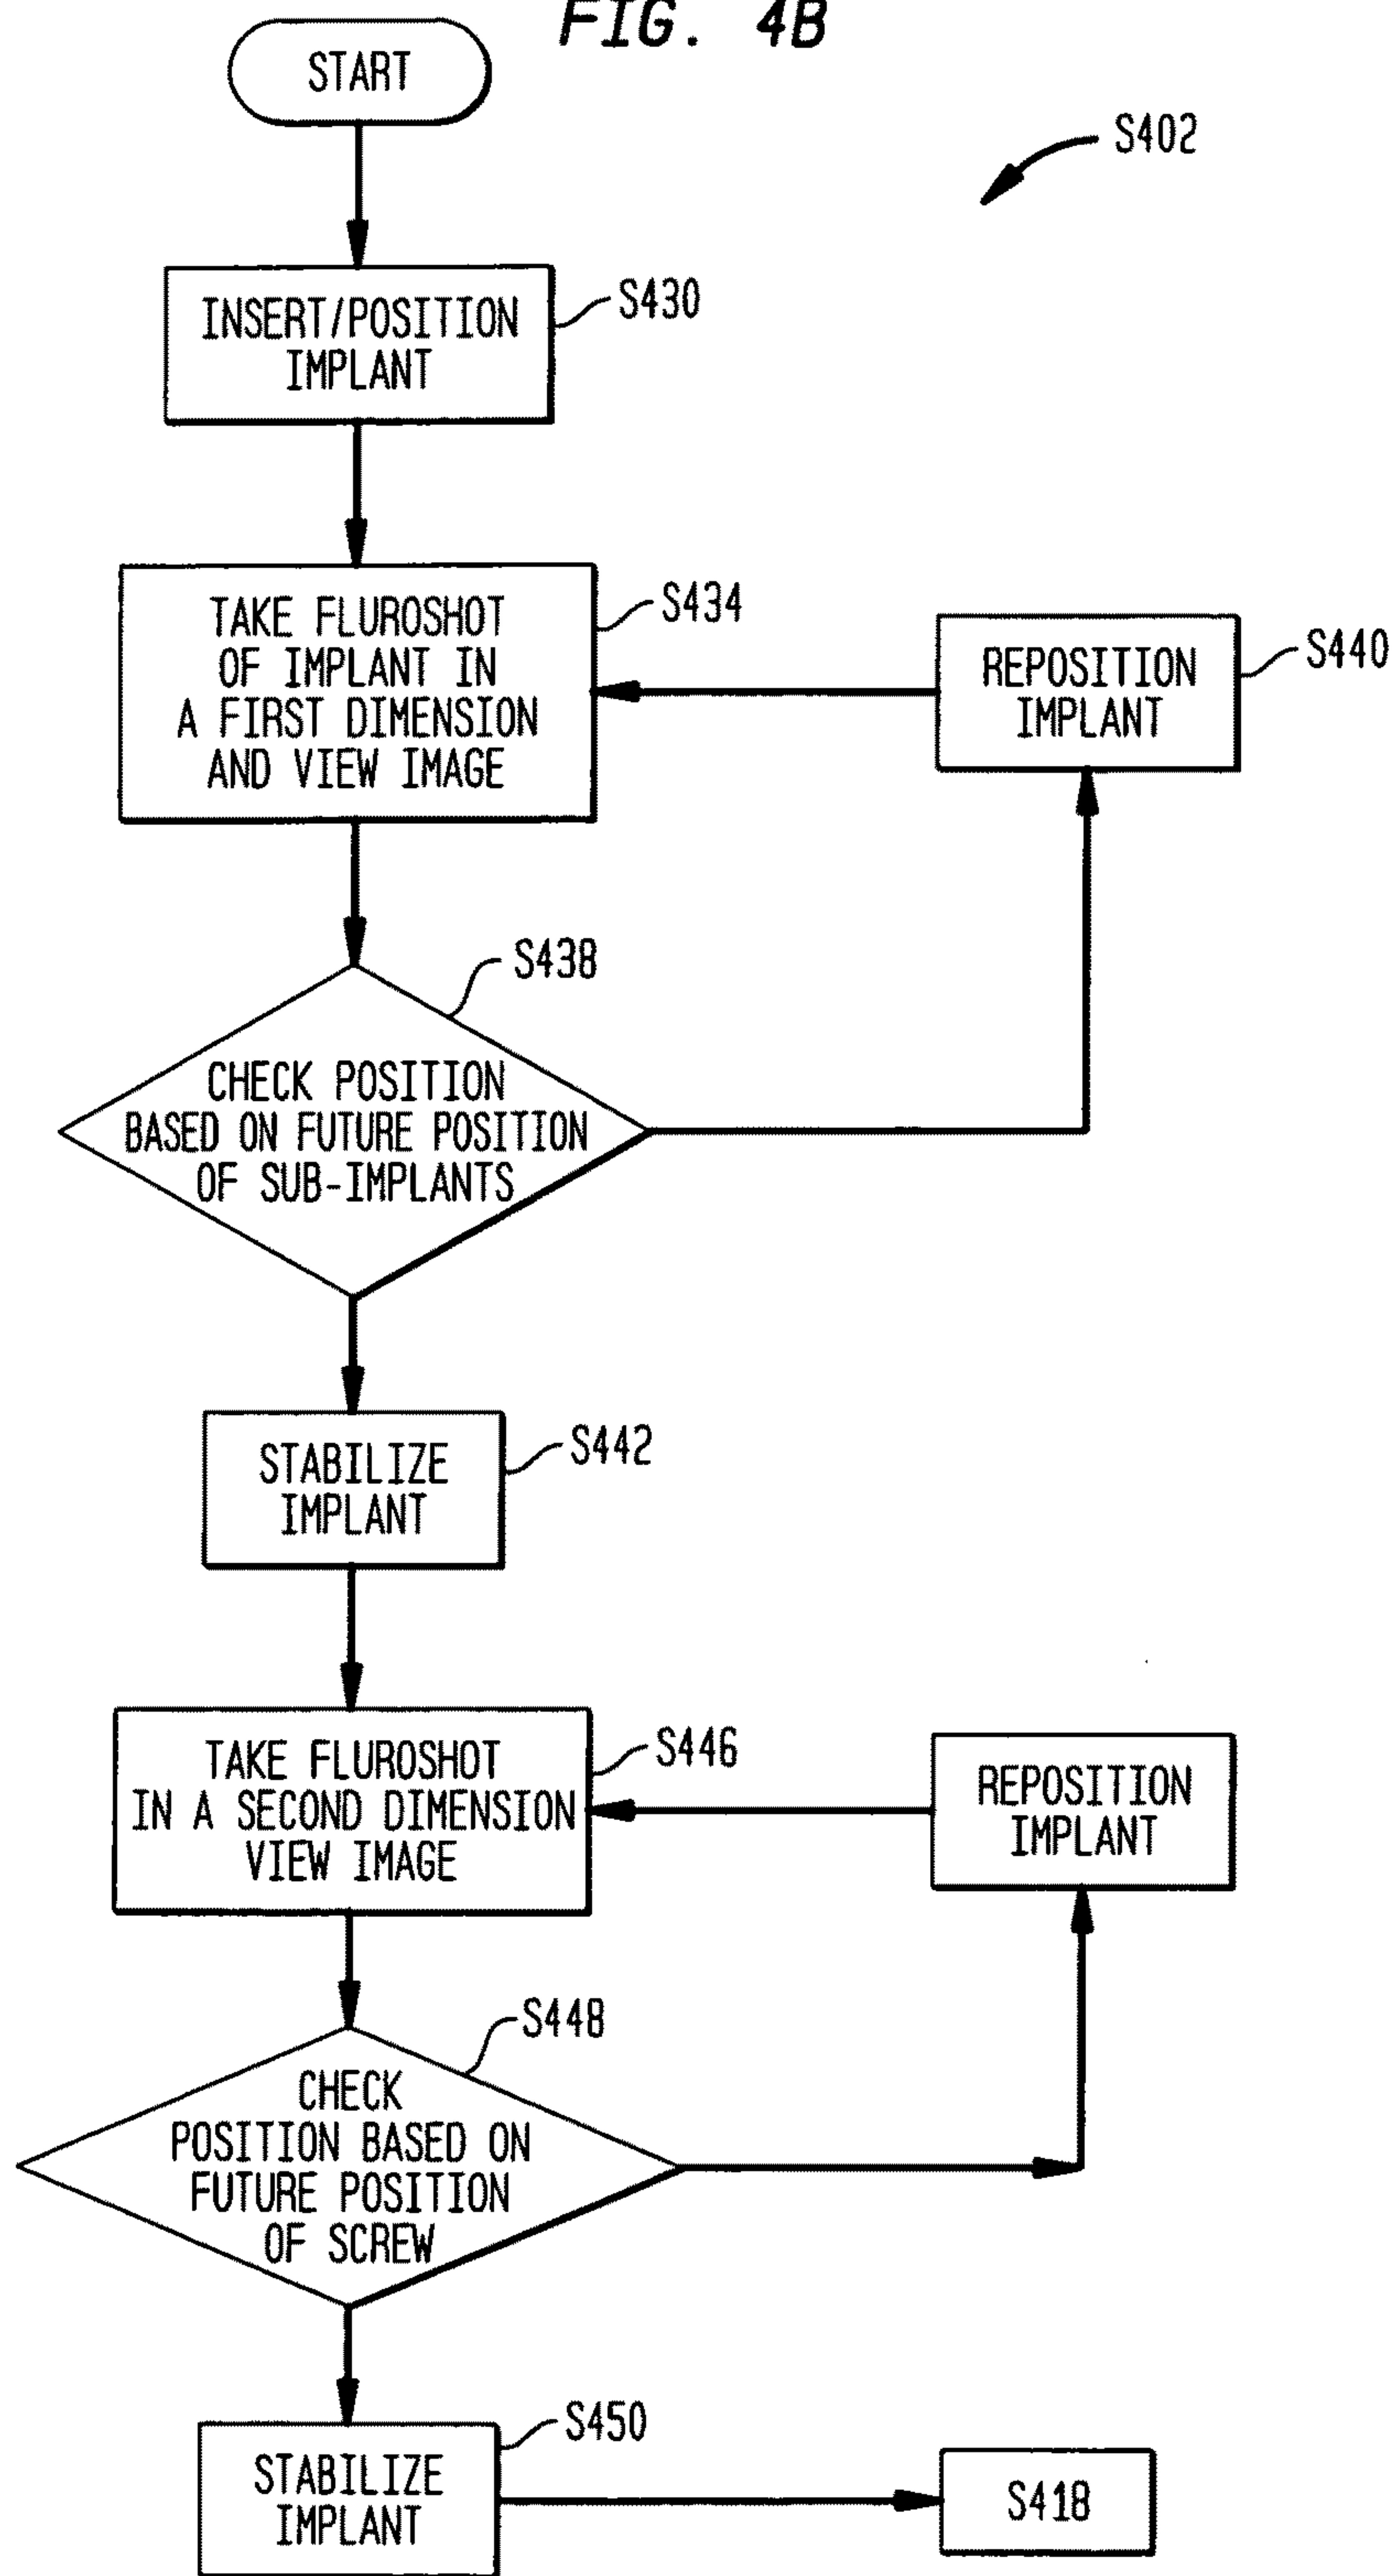 FIG. 4B
START
S402
INSERT/POSITION
IMPLANT
S430
TAKE FLUROSHOT
OF IMPLANT IN
A FIRST DIMENSION
AND VIEW IMAGE
S434
REPOSITION
IMPLANT
S440
CHECK POSITION
BASED ON FUTURE POSITION
OF SUB-IMPLANTS
S438
STABILIZE
IMPLANT
S442
TAKE FLUROSHOT
IN A SECOND DIMENSION
VIEW IMAGE
S446
REPOSITION
IMPLANT
CHECK
POSITION BASED ON
FUTURE POSITION
OF SCREW
S448
STABILIZE
IMPLANT
S450
S418